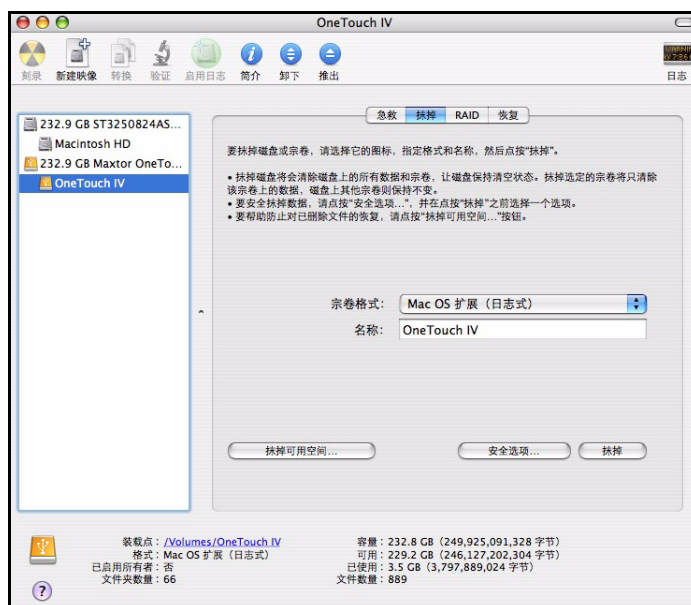 OneTouch IV
刻录 新建映像 转换 验证 启用日志 简介 卸下 推出 日志
232.9 GB ST3250824AS...
Macintosh HD
232.9 GB Maxtor OneTo...
OneTouch IV
急救 抹掉 RAID 恢复
要抹掉磁盘或宗卷，请选择它的图标，指定格式和名称，然后点按“抹掉”。
• 抹掉磁盘将会清除磁盘上的所有数据和宗卷，让磁盘保持清空状态。抹掉选定的宗卷将只清除
该宗卷上的数据，磁盘上其他宗卷则保持不变。
• 要安全抹掉数据，请点按“安全选项...”，并在点按“抹掉”之前选择一个选项。
• 要帮助防止对已删除文件的恢复，请点按“抹掉可用空间...”按钮。
宗卷格式： Mac OS 扩展（日志式）
名称： OneTouch IV
抹掉可用空间... 安全选项... 抹掉
装载点：/Volumes/OneTouch IV
格式：Mac OS 扩展（日志式）
已启用所有者：否
文件夹数量：66
容量：232.8 GB（249,925,091,328 字节）
可用：229.2 GB（246,127,202,304 字节）
已使用：3.5 GB（3,797,889,024 字节）
文件数量：889
?